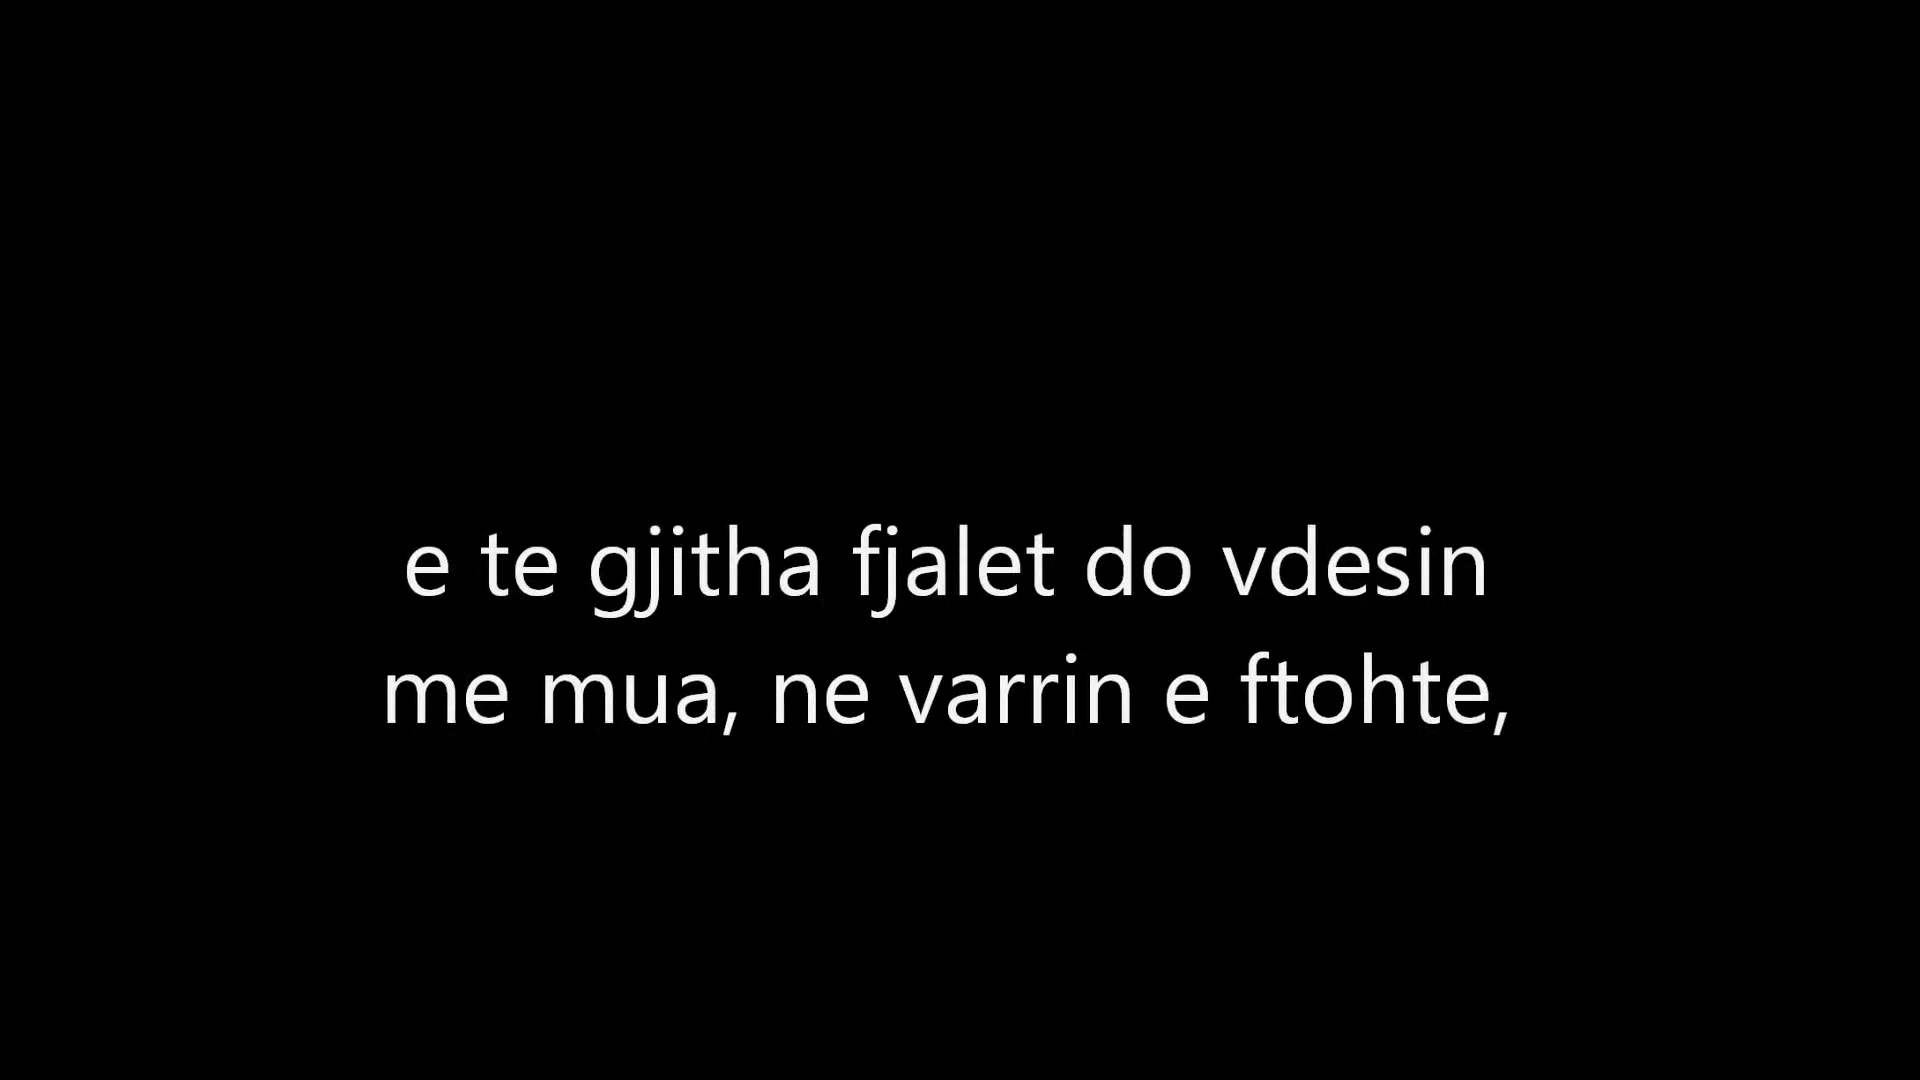 e te gjitha fjalet do vdesin
me mua, ne varrin e ftohte,